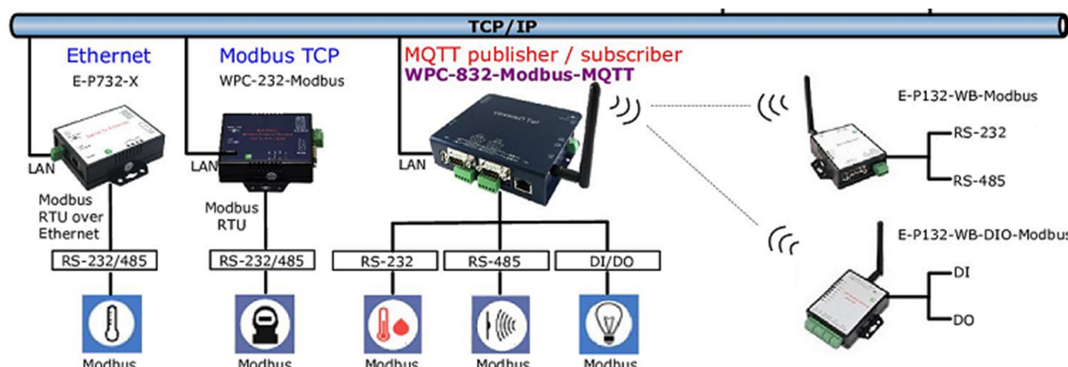 TCP/IP
Ethernet
E-P732-X
Modbus TCP
WPC-232-Modbus
MQTT publisher / subscriber
WPC-832-Modbus-MQTT
E-P132-WB-Modbus
RS-232
RS-485
LAN
LAN
LAN
Modbus
RTU over
Ethernet
Modbus
RTU
E-P132-WB-DIO-Modbus
DI
DO
RS-232/485
RS-232/485
RS-232
RS-485
DI/DO
Modbus
Modbus
Modbus
Modbus
Modbus